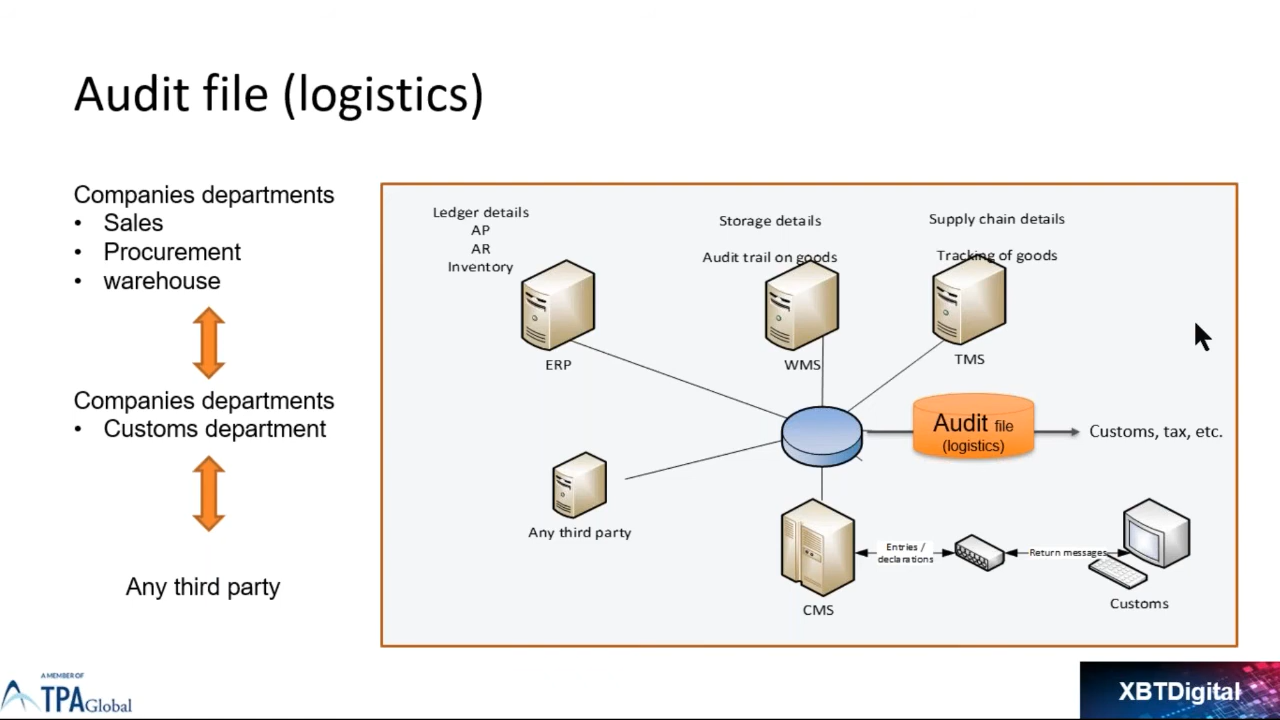 Audit file (logistics)
Companies departments
• Sales
• Procurement
• warehouse
Companies departments
• Customs department
Any third party
Ledger details
AP
AR
Inventory
Storage details
Audit trail on goods
Supply chain details
Tracking of goods
ERP
WMS
TMS
Audit file
(logistics)
Customs, tax, etc.
Any third party
Entries /
declarations
Return messages
CMS
Customs
A MEMBER OF
TPAGlobal
XBTDigital